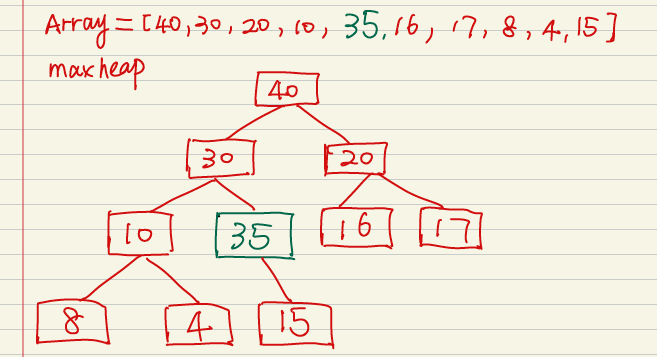 Array = [40, 30, 20, 10, 35, 16, 17, 8, 4, 15]
max heap
40
30 20
10 35 16 17
8 4 15